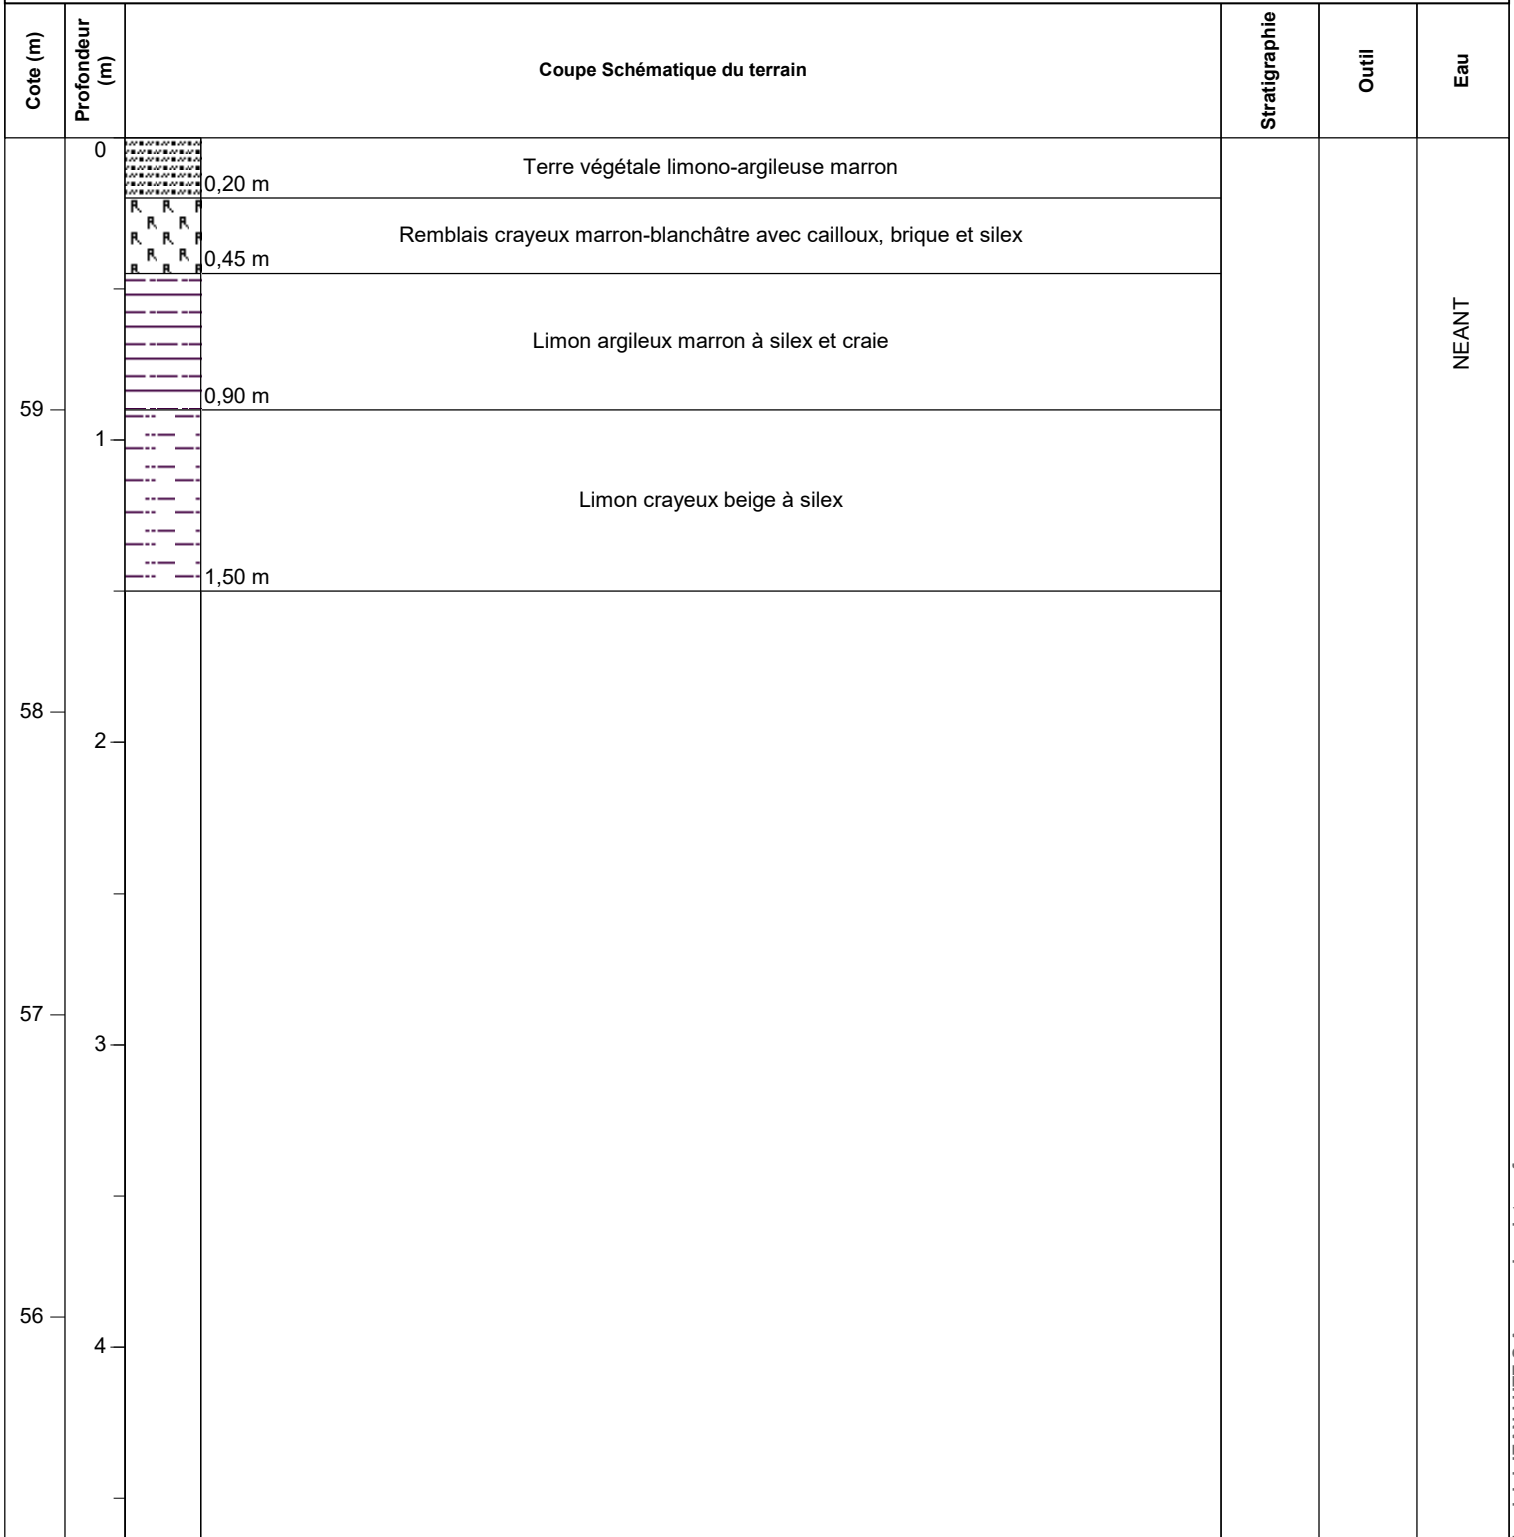 Cote (m)
Profondeur
(m)
Coupe Schématique du terrain
Stratigraphie
Outil
Eau
0
Terre végétale limono-argileuse marron
0,20 m
Remblais crayeux marron-blanchâtre avec cailloux, brique et silex
0,45 m
NEANT
Limon argileux marron à silex et craie
0,90 m
59
1
Limon crayeux beige à silex
1,50 m
58
2
57
3
56
4